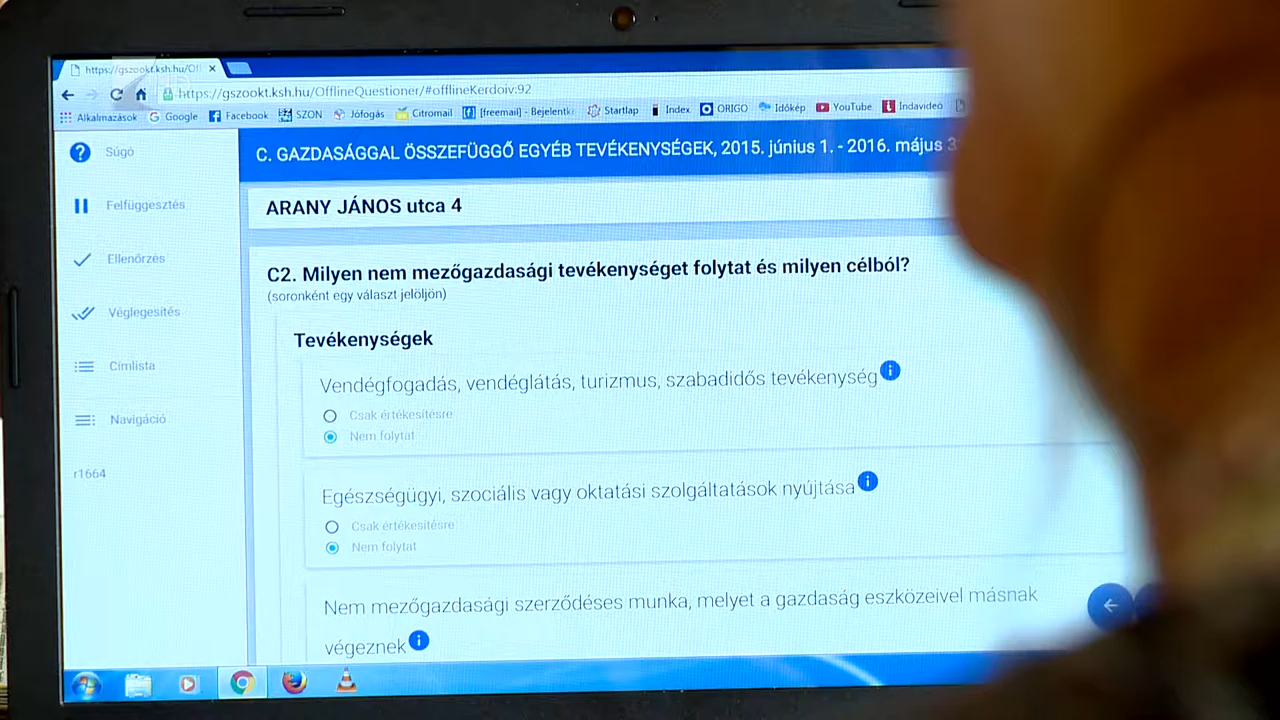 https://gszookt.ksh.hu/Off
https://gszookt.ksh.hu/OfflineQuestioner/#offlineKerdoiv:92
Alkalmazások Google Facebook SZON Jófogás Citromail [freemail] - Bejelentke Startlap Index ORIGO Időkép YouTube Indavideó
Súgó
Felfüggesztés
Ellenőrzés
Véglegesítés
Címlista
Navigáció
r1664
C. GAZDASÁGGAL ÖSSZEFÜGGŐ EGYÉB TEVÉKENYSÉGEK, 2015. június 1. - 2016. május 3
ARANY JÁNOS utca 4
C2. Milyen nem mezőgazdasági tevékenységet folytat és milyen célból?
(soronként egy választ jelöljön)
Tevékenységek
Vendégfogadás, vendéglátás, turizmus, szabadidős tevékenység
Csak értékesítésre
Nem folytat
Egészségügyi, szociális vagy oktatási szolgáltatások nyújtása
Csak értékesítésre
Nem folytat
Nem mezőgazdasági szerződéses munka, melyet a gazdaság eszközeivel másnak
végeznek